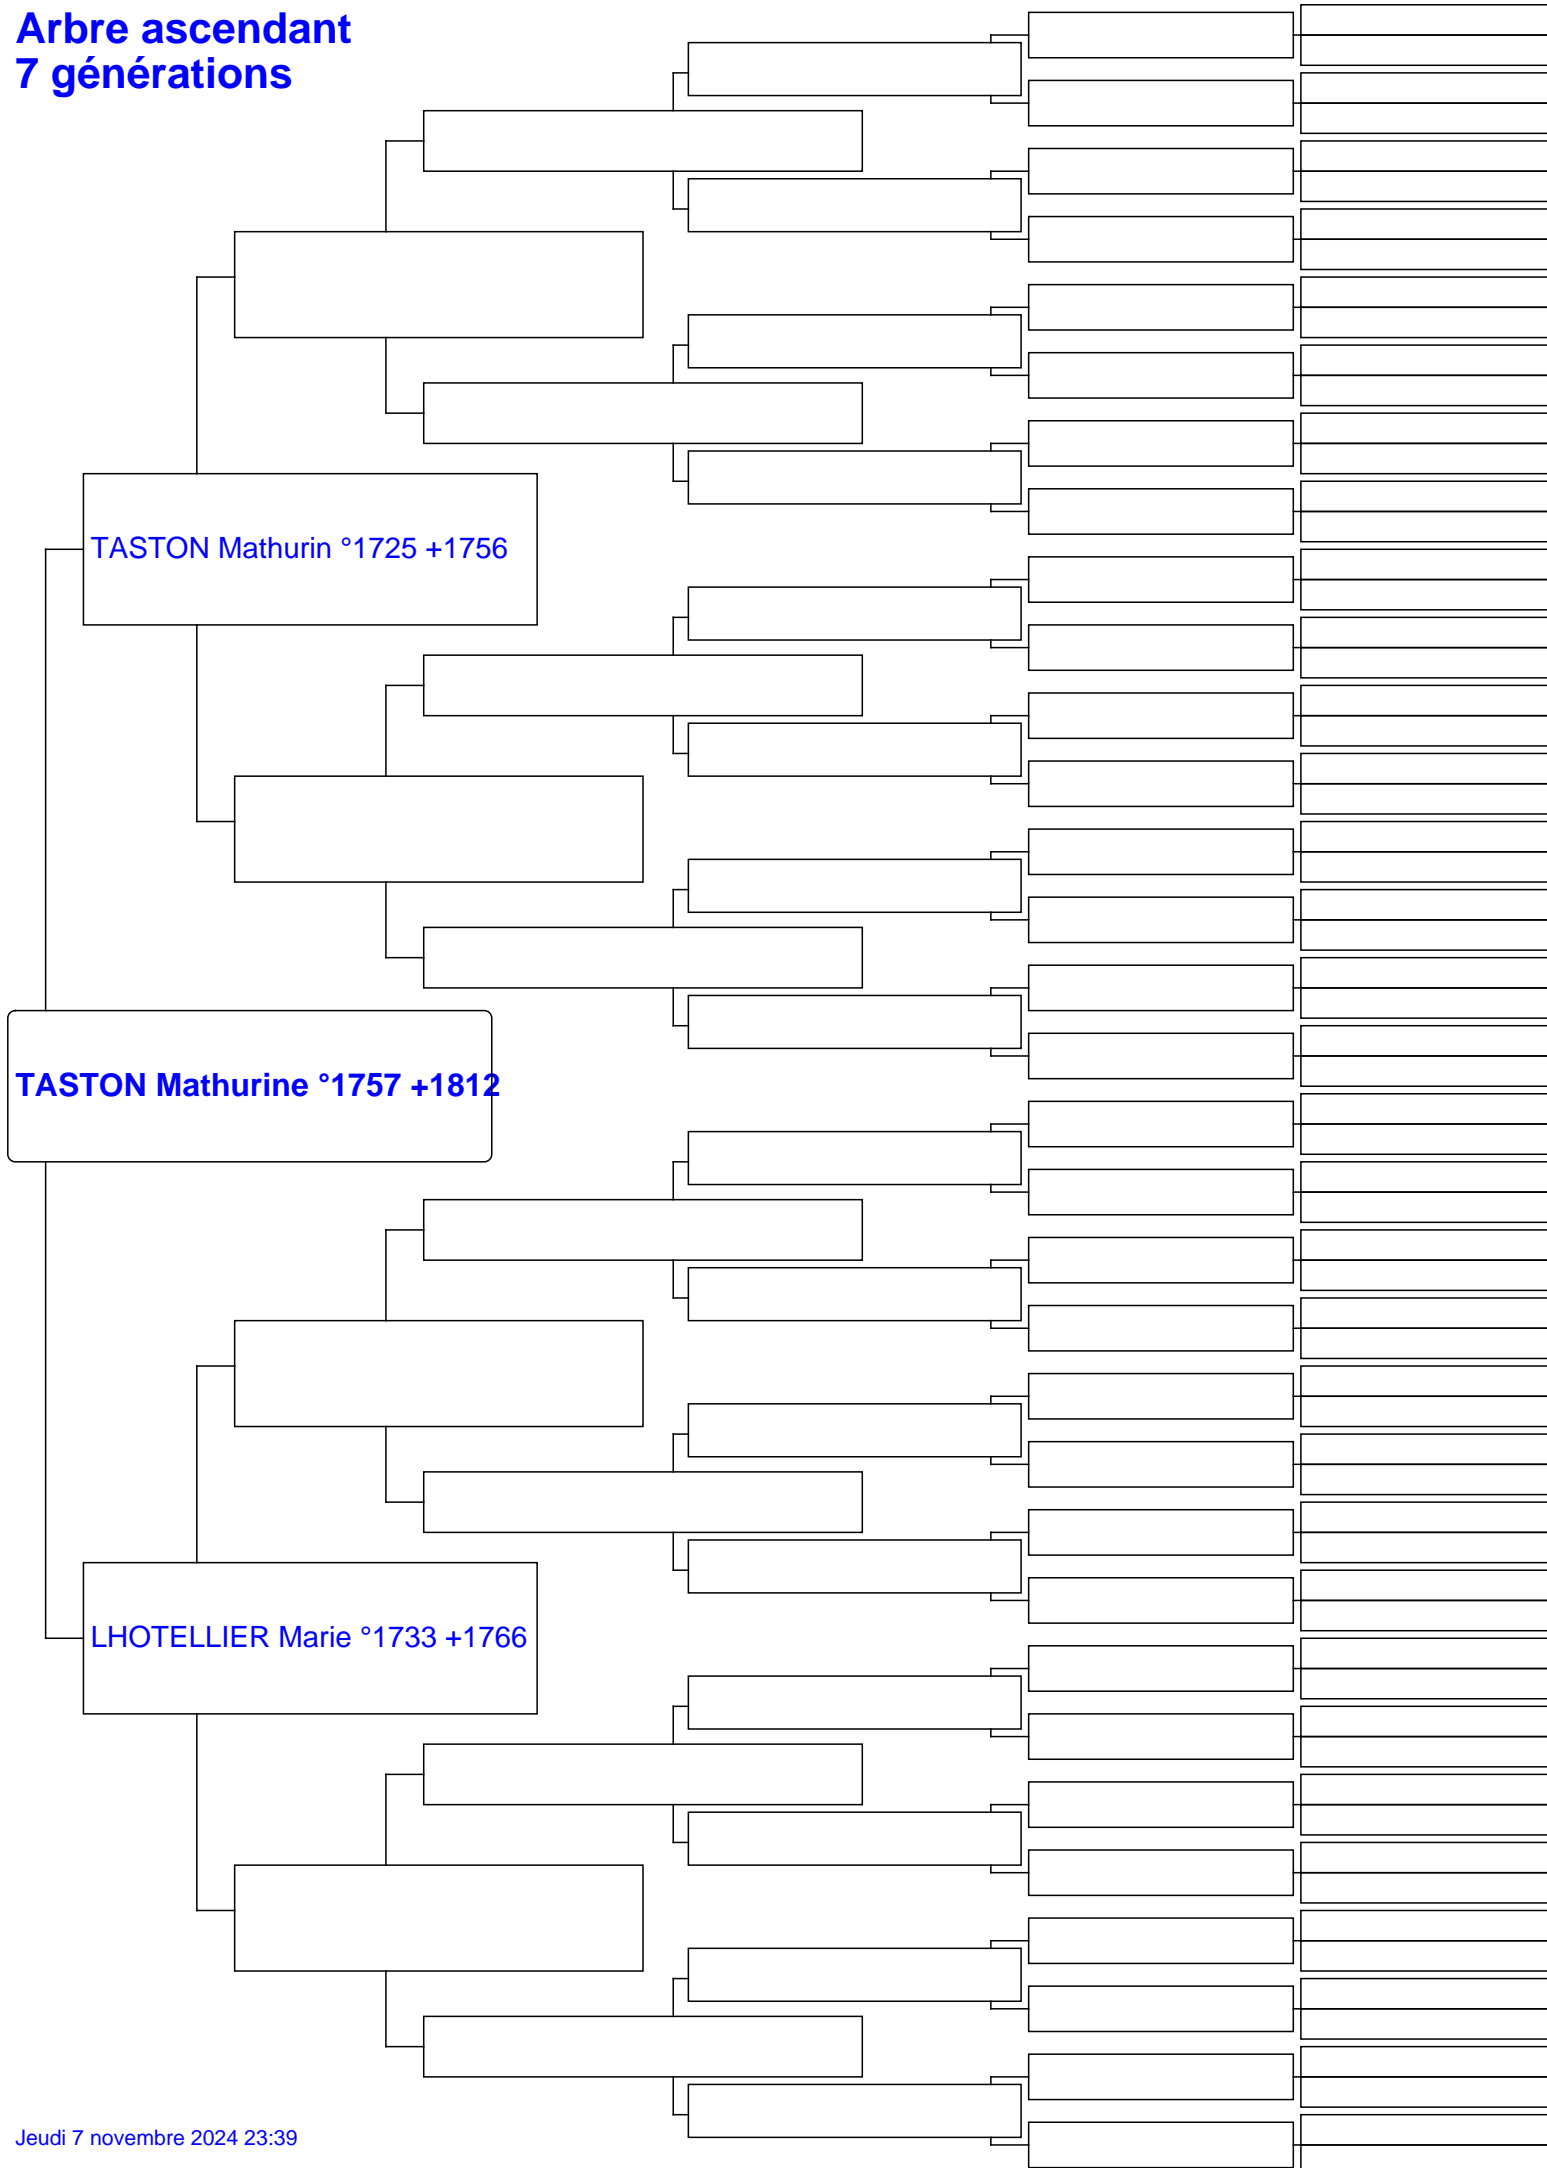 Arbre ascendant
7 générations
TASTON Mathurin °1725 +1756
TASTON Mathurine °1757 +1812
LHOTELLIER Marie °1733 +1766
Jeudi 7 novembre 2024 23:39